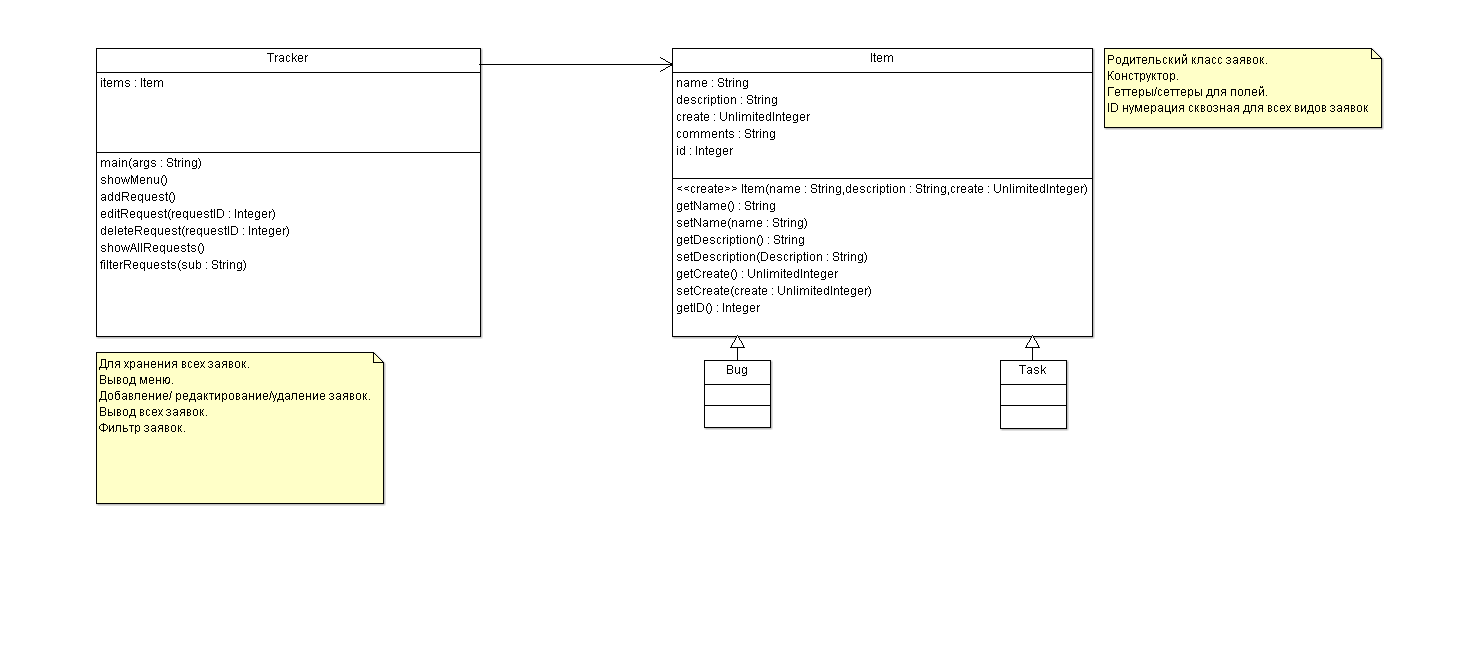 Tracker
items : Item
main(args : String)
showMenu()
addRequest()
editRequest(requestID : Integer)
deleteRequest(requestID : Integer)
showAllRequests()
filterRequests(sub : String)
Для хранения всех заявок.
Вывод меню.
Добавление/ редактирование/удаление заявок.
Вывод всех заявок.
Фильтр заявок.
Item
name : String
description : String
create : UnlimitedInteger
comments : String
id : Integer
<<create>> Item(name : String,description : String,create : UnlimitedInteger)
getName() : String
setName(name : String)
getDescription() : String
setDescription(Description : String)
getCreate() : UnlimitedInteger
setCreate(create : UnlimitedInteger)
getID() : Integer
Bug
Task
Родительский класс заявок.
Конструктор.
Геттеры/сеттеры для полей.
ID нумерация сквозная для всех видов заявок